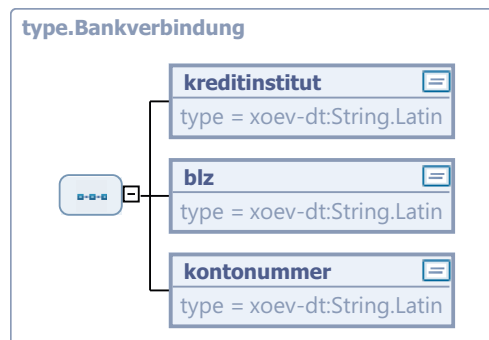 type.Bankverbindung
kreditinstitut
type = xoev-dt:String.Latin
blz
type = xoev-dt:String.Latin
kontonummer
type = xoev-dt:String.Latin